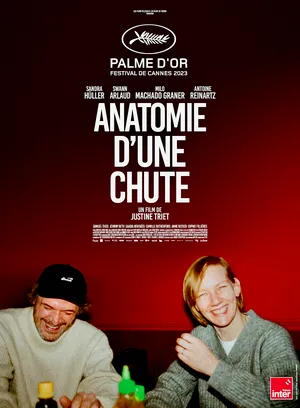 PALME D'OR
FESTIVAL DE CANNES 2023
SANDRA SWANN MILO ANTOINE
HÜLLER ARLAUD MACHADO GRANER REINARTZ
ANATOMIE
D'UNE
CHUTE
UN FILM DE
JUSTINE TRIET
inter